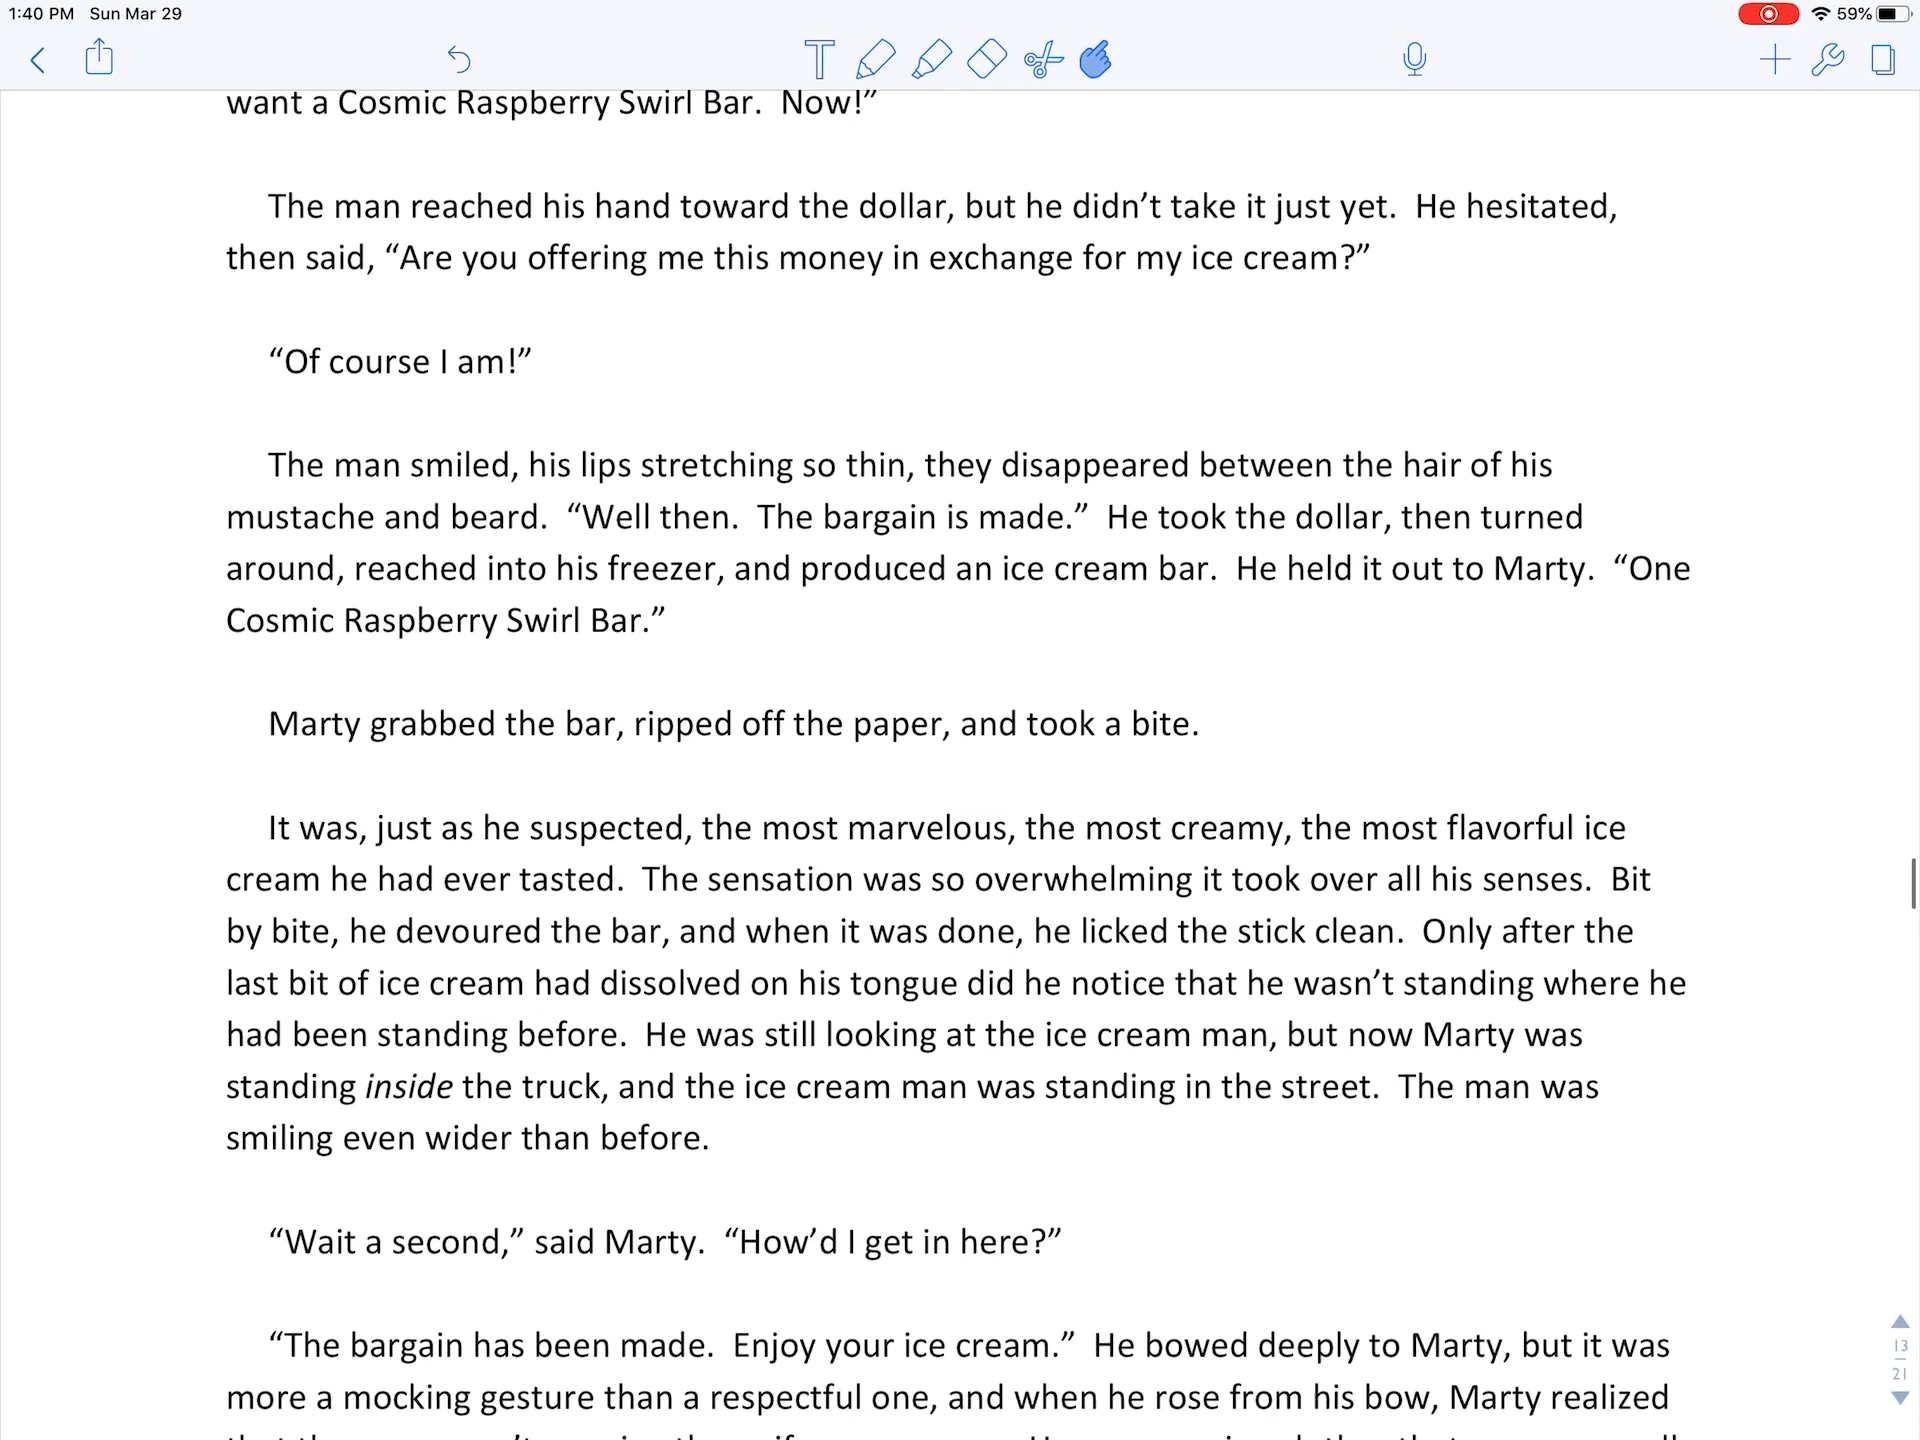 1:40 PM Sun Mar 29
59%
want a Cosmic Raspberry Swirl Bar.  Now!”
The man reached his hand toward the dollar, but he didn’t take it just yet.  He hesitated,
then said, “Are you offering me this money in exchange for my ice cream?”
“Of course I am!”
The man smiled, his lips stretching so thin, they disappeared between the hair of his
mustache and beard.  “Well then.  The bargain is made.”  He took the dollar, then turned
around, reached into his freezer, and produced an ice cream bar.  He held it out to Marty.  “One
Cosmic Raspberry Swirl Bar.”
Marty grabbed the bar, ripped off the paper, and took a bite.
It was, just as he suspected, the most marvelous, the most creamy, the most flavorful ice
cream he had ever tasted.  The sensation was so overwhelming it took over all his senses.  Bit
by bite, he devoured the bar, and when it was done, he licked the stick clean.  Only after the
last bit of ice cream had dissolved on his tongue did he notice that he wasn’t standing where he
had been standing before.  He was still looking at the ice cream man, but now Marty was
standing inside the truck, and the ice cream man was standing in the street.  The man was
smiling even wider than before.
“Wait a second,” said Marty.  “How’d I get in here?”
“The bargain has been made.  Enjoy your ice cream.”  He bowed deeply to Marty, but it was
more a mocking gesture than a respectful one, and when he rose from his bow, Marty realized
13
21